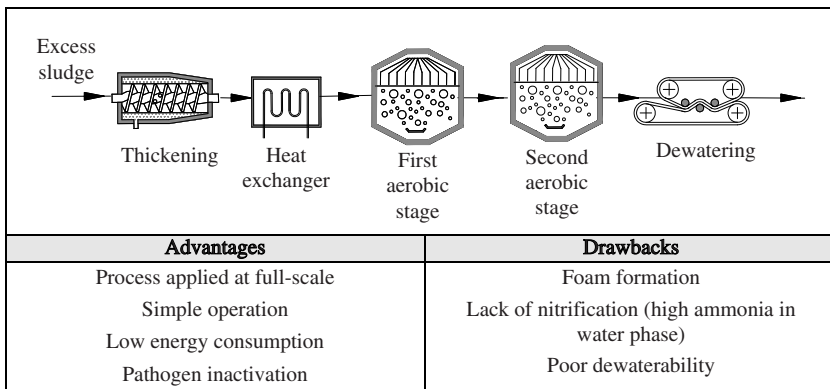 Excess
sludge
Thickening
Heat
exchanger
First
aerobic
stage
Second
aerobic
stage
Dewatering
Advantages
Drawbacks
Process applied at full-scale
Simple operation
Low energy consumption
Pathogen inactivation
Foam formation
Lack of nitrification (high ammonia in
water phase)
Poor dewaterability